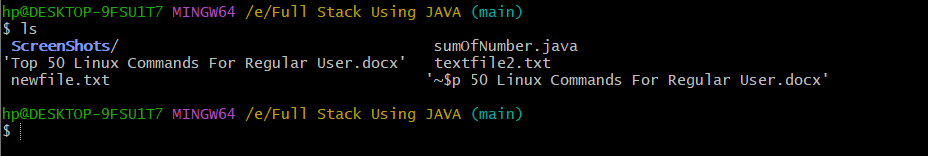 hp@DESKTOP-9FSU1T7 MINGW64 /e/Full Stack Using JAVA (main)
$ ls
ScreenShots/ sumOfNumber.java
'Top 50 Linux Commands For Regular User.docx' textfile2.txt
newfile.txt '~$p 50 Linux Commands For Regular User.docx'
hp@DESKTOP-9FSU1T7 MINGW64 /e/Full Stack Using JAVA (main)
$